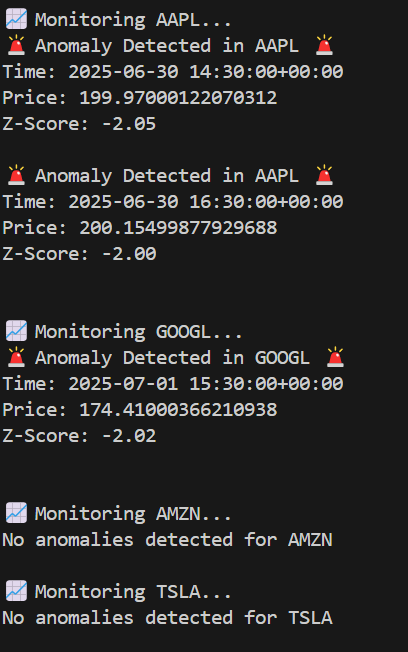 📈 Monitoring AAPL...
🚨 Anomaly Detected in AAPL 🚨
Time: 2025-06-30 14:30:00+00:00
Price: 199.97000122070312
Z-Score: -2.05
🚨 Anomaly Detected in AAPL 🚨
Time: 2025-06-30 16:30:00+00:00
Price: 200.15499877929688
Z-Score: -2.00
📈 Monitoring GOOGL...
🚨 Anomaly Detected in GOOGL 🚨
Time: 2025-07-01 15:30:00+00:00
Price: 174.41000366210938
Z-Score: -2.02
📈 Monitoring AMZN...
No anomalies detected for AMZN
📈 Monitoring TSLA...
No anomalies detected for TSLA